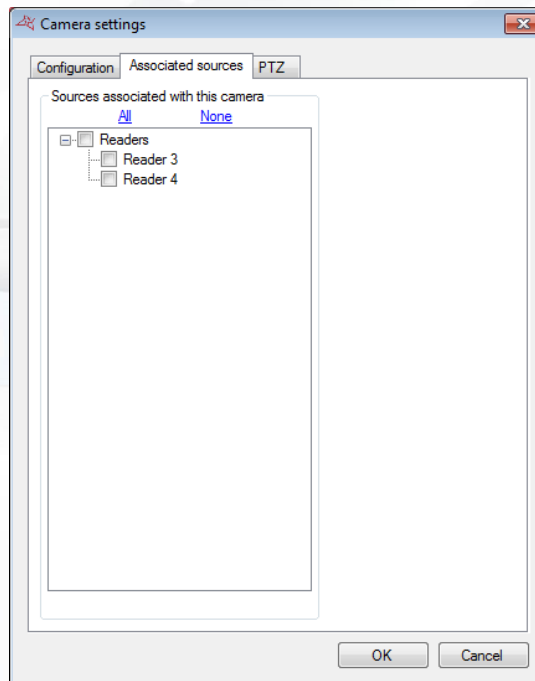 Camera settings
Configuration Associated sources PTZ
Sources associated with this camera
All None
Readers
Reader 3
Reader 4
OK Cancel